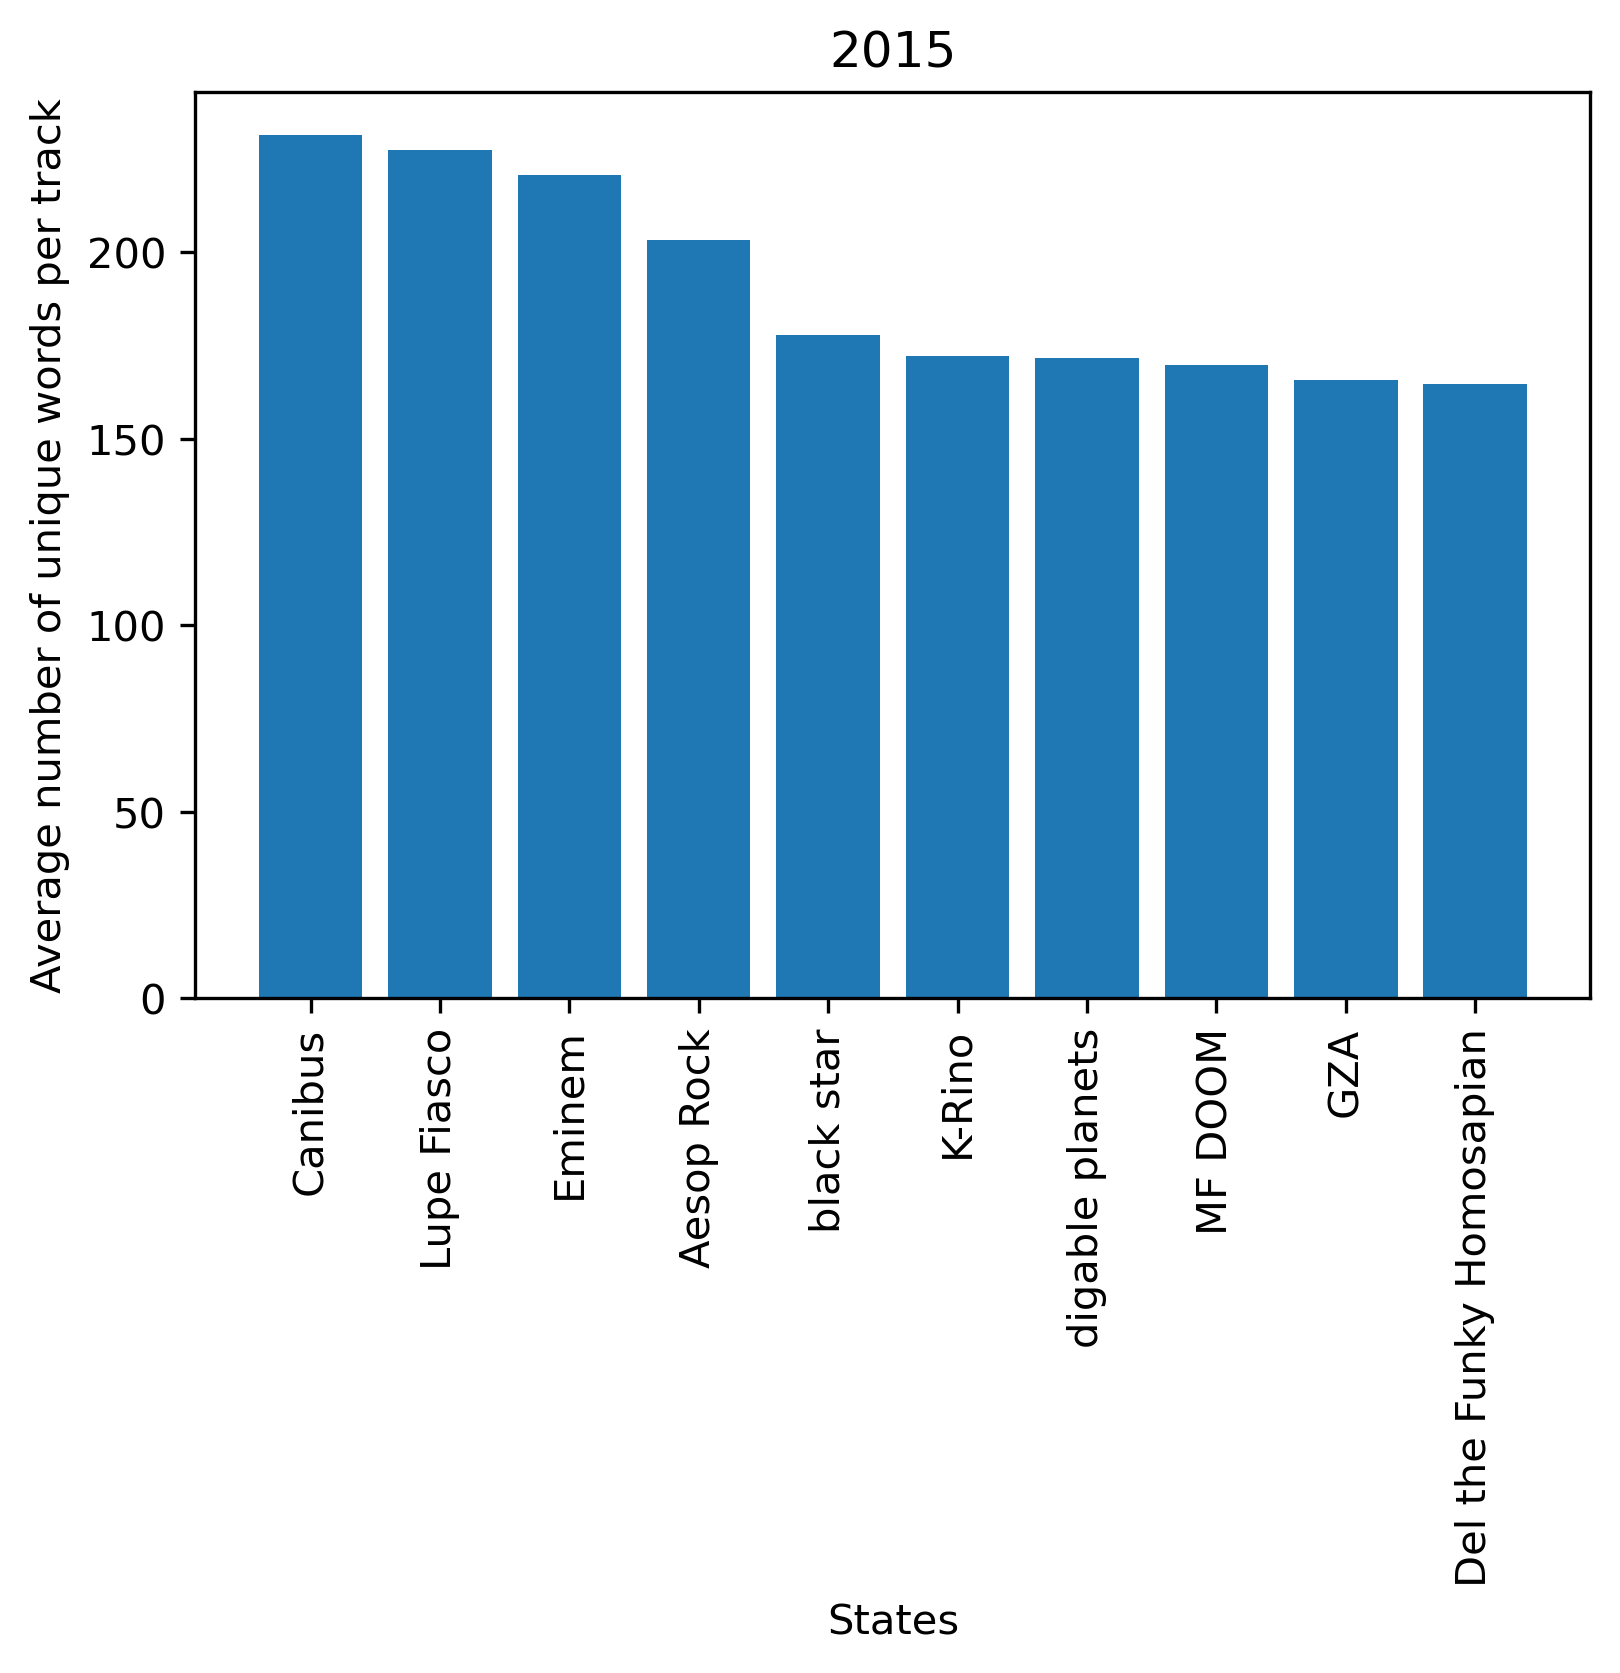 2015
Average number of unique words per track
200
150
100
50
0
Canibus
Lupe Fiasco
Eminem
Aesop Rock
black star
K-Rino
digable planets
MF DOOM
GZA
Del the Funky Homosapian
States